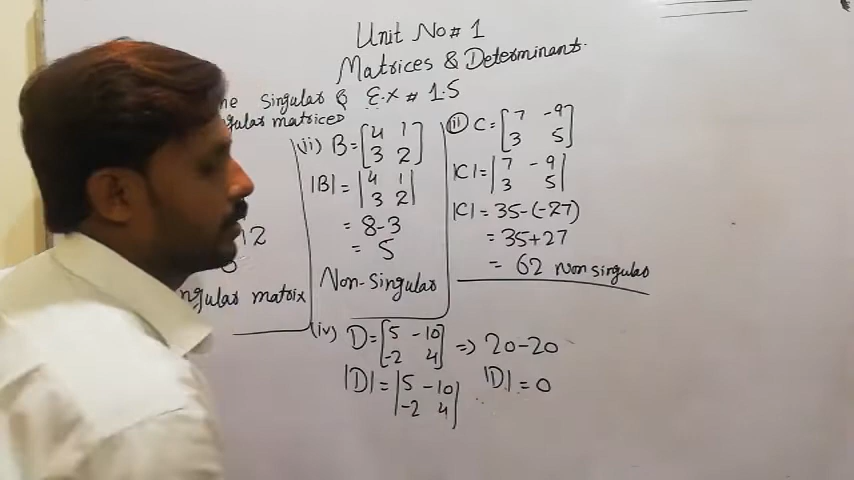 Unit No# 1
Matrices & Determinant.
Singular & Ex # 1.5
matrices
12
matrix
(ii) B=[4 1
3 2]
|B| = |4 1
3 2|
= 8-3
= 5
Non-Singular
(iii) C=[7 -9
3 5]
|C|=|7 -9
3 5|
|C| = 35-(-27)
= 35+27
= 62 Non singular
(iv) D=[5 -10
-2 4] => 20-20
|D|=|5 -10
-2 4|
|D| = 0